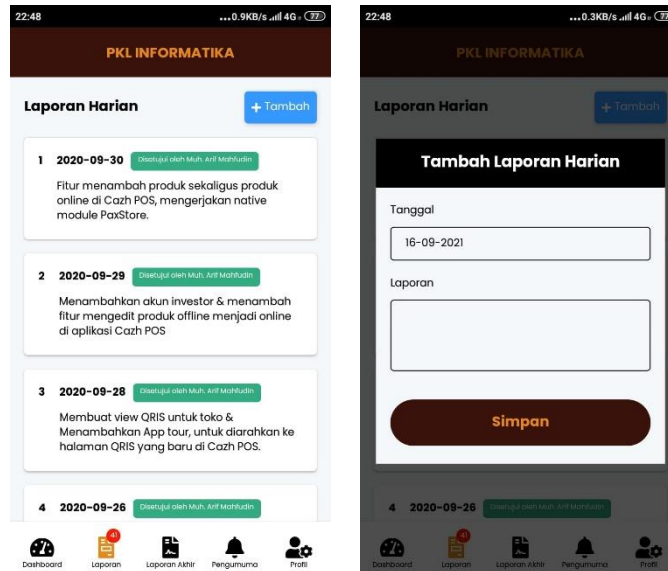 22:48
...0.9KB/s 4G 77
PKL INFORMATIKA
Laporan Harian
+ Tambah
1 2020-09-30 Disetujui oleh Muh. Arif Mahfudin
Fitur menambah produk sekaligus produk
online di Cazh POS, mengerjakan native
module PaxStore.
2 2020-09-29 Disetujui oleh Muh. Arif Mahfudin
Menambahkan akun investor & menambah
fitur mengedit produk offline menjadi online
di aplikasi Cazh POS
3 2020-09-28 Disetujui oleh Muh. Arif Mahfudin
Membuat view QRIS untuk toko &
Menambahkan App tour, untuk diarahkan ke
halaman QRIS yang baru di Cazh POS.
4 2020-09-26 Disetujui oleh Muh. Arif Mahfudin
41
Dashboard Laporan Laporan Akhir Pengumuma Profil
22:48
...0.3KB/s 4G 77
PKL INFORMATIKA
Laporan Harian
+ Tambah
Tambah Laporan Harian
Tanggal
16-09-2021
Laporan
Simpan
4 2020-09-26 Disetujui oleh Muh. Arif Mahfudin
41
Dashboard Laporan Laporan Akhir Pengumuma Profil